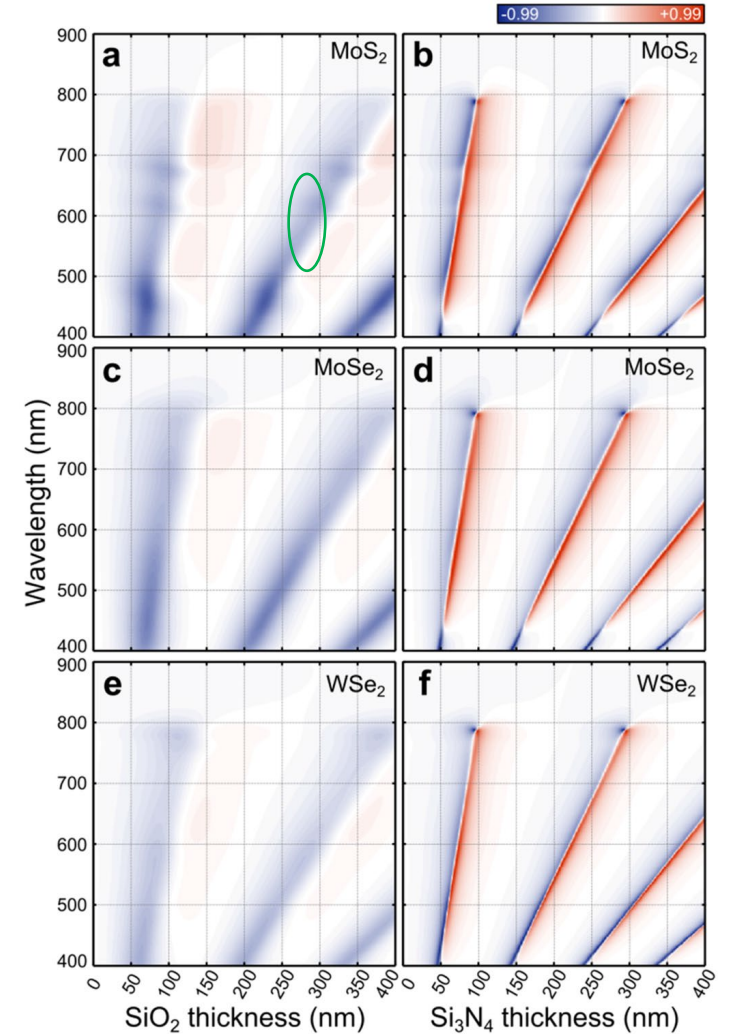 -0.99 +0.99
a MoS₂
b MoS₂
900
800
700
600
500
400
c MoSe₂
d MoSe₂
900
800
700
600
500
400
e WSe₂
f WSe₂
900
800
700
600
500
400
Wavelength (nm)
0 50 100 150 200 250 300 350 400
0 50 100 150 200 250 300 350 400
SiO₂ thickness (nm)
Si₃N₄ thickness (nm)